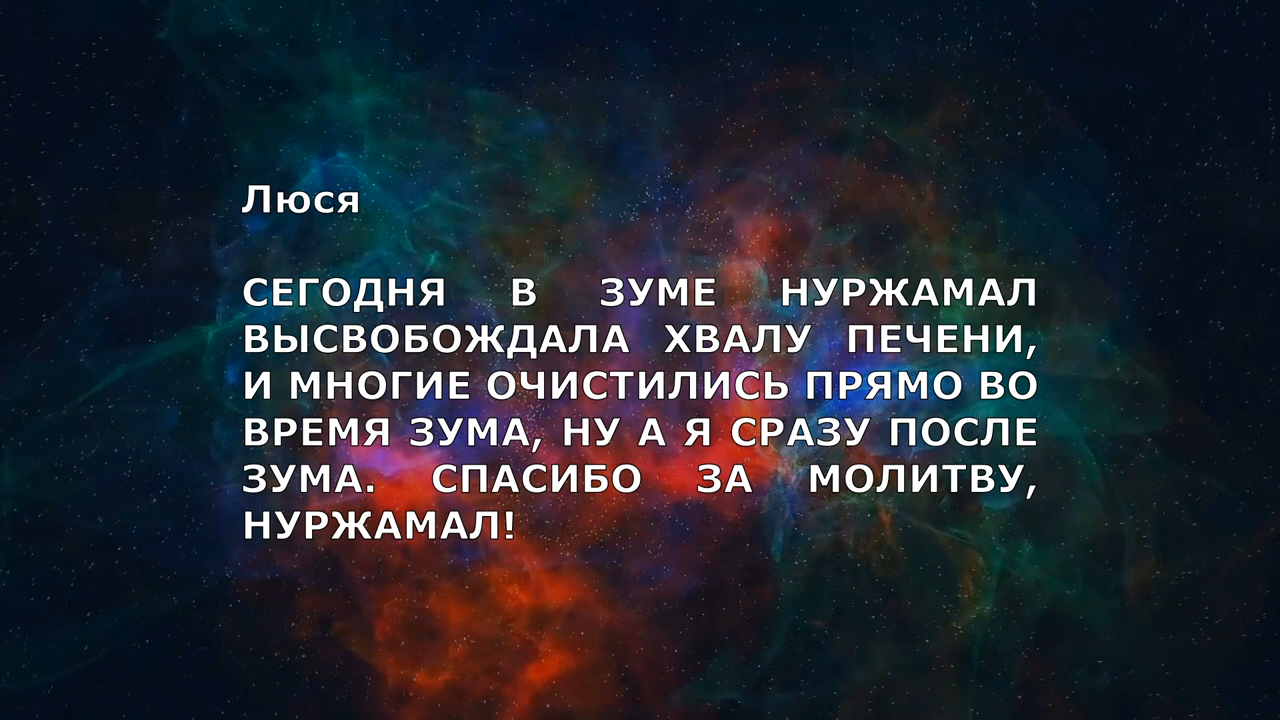 Люся
СЕГОДНЯ В ЗУМЕ НУРЖАМАЛ
ВЫСВОБОЖДАЛА ХВАЛУ ПЕЧЕНИ,
И МНОГИЕ ОЧИСТИЛИСЬ ПРЯМО ВО
ВРЕМЯ ЗУМА, НУ А Я СРАЗУ ПОСЛЕ
ЗУМА. СПАСИБО ЗА МОЛИТВУ,
НУРЖАМАЛ!